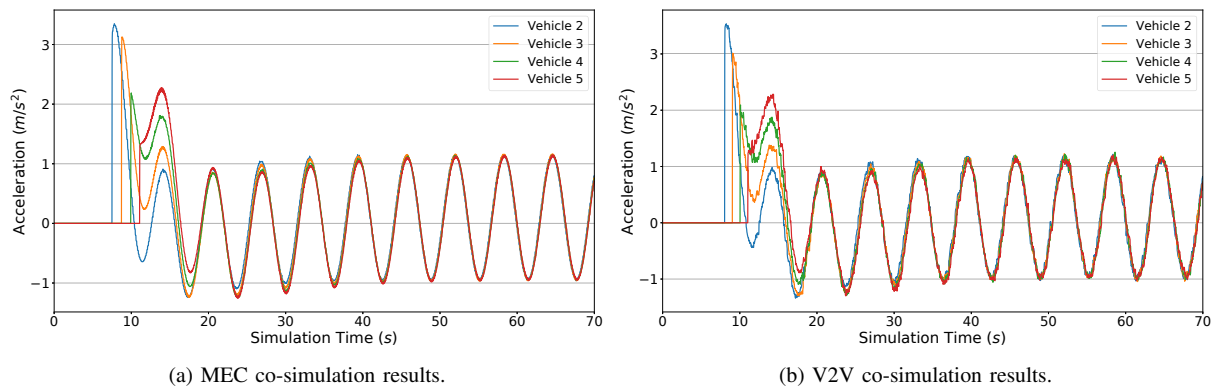 Acceleration (m/s²)
3
2
1
0
−1
Vehicle 2
Vehicle 3
Vehicle 4
Vehicle 5
0 10 20 30 40 50 60 70
Simulation Time (s)
(a) MEC co-simulation results.
Acceleration (m/s²)
3
2
1
0
−1
Vehicle 2
Vehicle 3
Vehicle 4
Vehicle 5
0 10 20 30 40 50 60 70
Simulation Time (s)
(b) V2V co-simulation results.